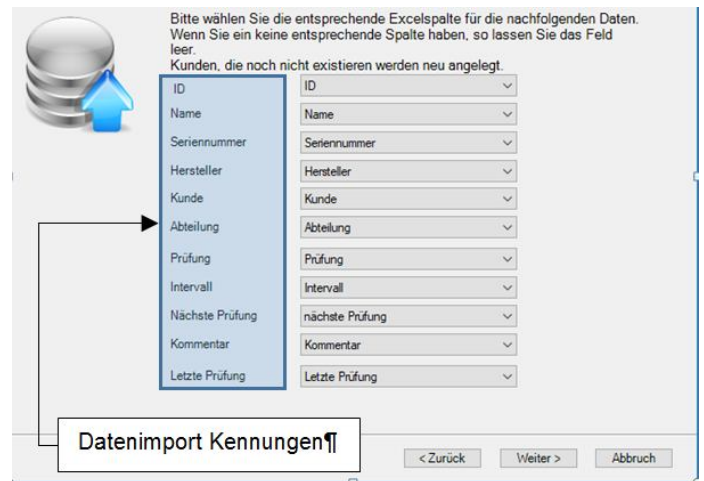 Bitte wählen Sie die entsprechende Excelspalte für die nachfolgenden Daten.
Wenn Sie ein keine entsprechende Spalte haben, so lassen Sie das Feld
leer.
Kunden, die noch nicht existieren werden neu angelegt.
ID ID
Name Name
Seriennummer Seriennummer
Hersteller Hersteller
Kunde Kunde
Abteilung Abteilung
Prüfung Prüfung
Intervall Intervall
Nächste Prüfung nächste Prüfung
Kommentar Kommentar
Letzte Prüfung Letzte Prüfung
Datenimport Kennungen¶
< Zurück Weiter > Abbruch